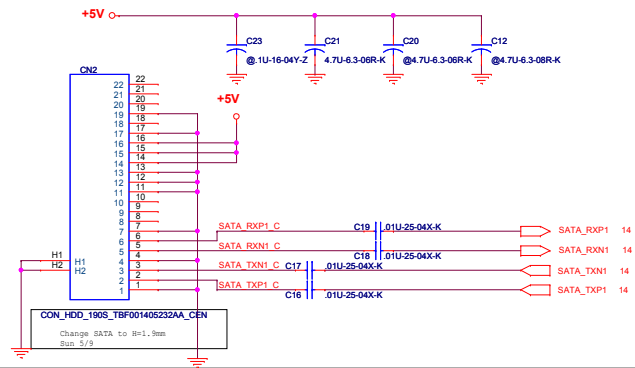 +5V
C23
@.1U-16-04Y-Z
C21
4.7U-6.3-06R-K
C20
@4.7U-6.3-06R-K
C12
@4.7U-6.3-08R-K
CN2
+5V
22 22
21 21
20 20
19 19
18 18
17 17
16 16
15 15
14 14
13 13
12 12
11 11
10 10
9 9
8 8
7 7
6 6
5 5
4 4
3 3
2 2
1 1
H1 H1
H2 H2
SATA_RXP1_C C19 .01U-25-04X-K SATA_RXP1 14
SATA_RXN1_C C18 .01U-25-04X-K SATA_RXN1 14
SATA_TXN1_C C17 .01U-25-04X-K SATA_TXN1 14
SATA_TXP1_C C16 .01U-25-04X-K SATA_TXP1 14
CON_HDD_190S_TBF001405232AA_CEN
Change SATA to H=1.9mm
Sun 5/9